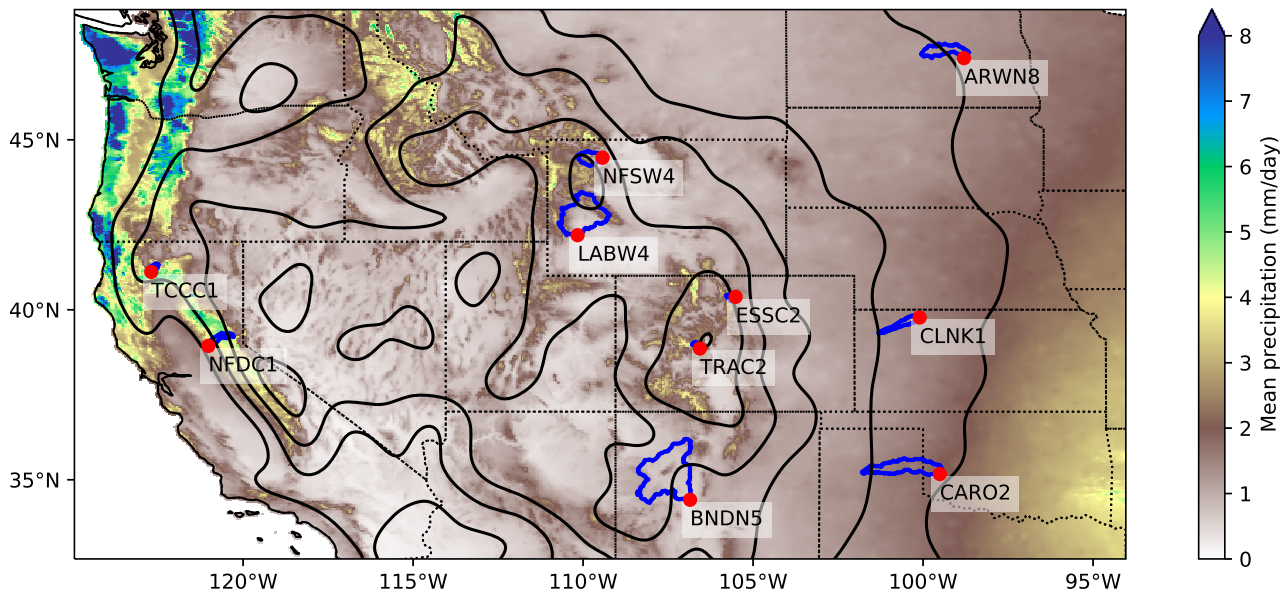 45°N
40°N
35°N
120°W
115°W
110°W
105°W
100°W
95°W
ARWN8
NFSW4
LABW4
TCCC1
NFDC1
ESSC2
TRAC2
CLNK1
CARO2
BNDN5
8
7
6
5
4
3
2
1
0
Mean precipitation (mm/day)